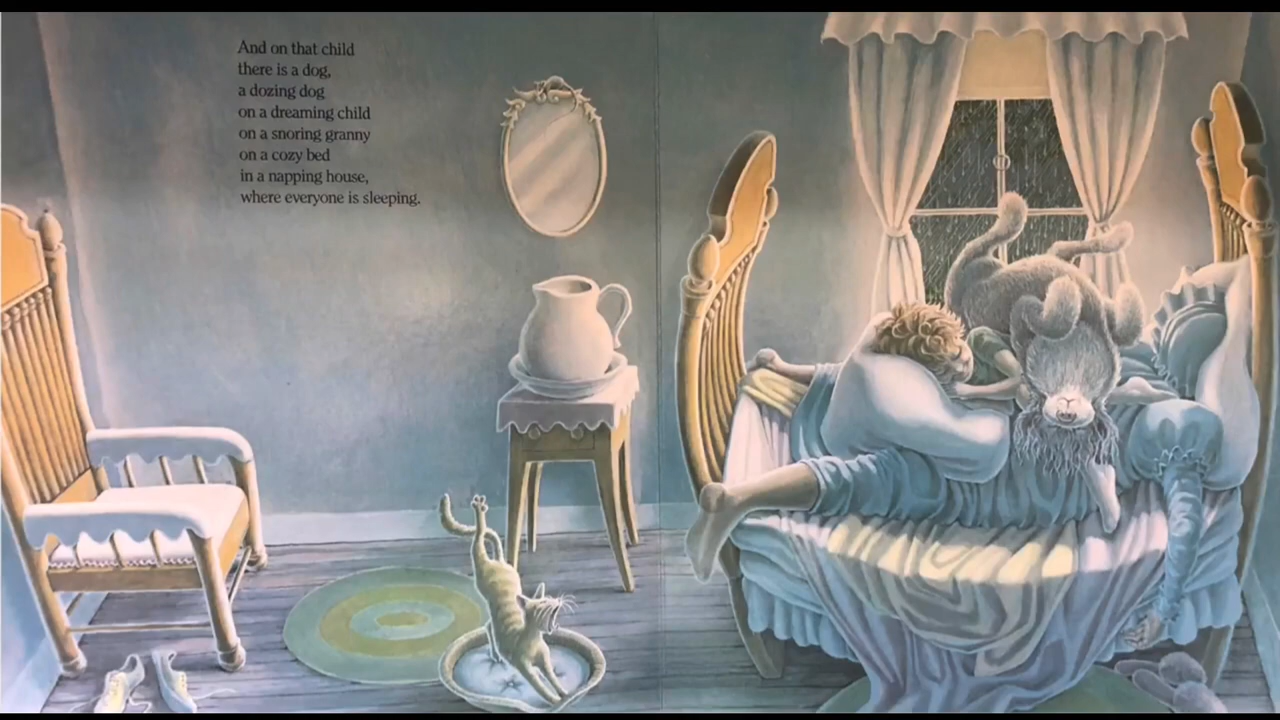 And on that child
there is a dog,
a dozing dog
on a dreaming child
on a snoring granny
on a cozy bed
in a napping house,
where everyone is sleeping.